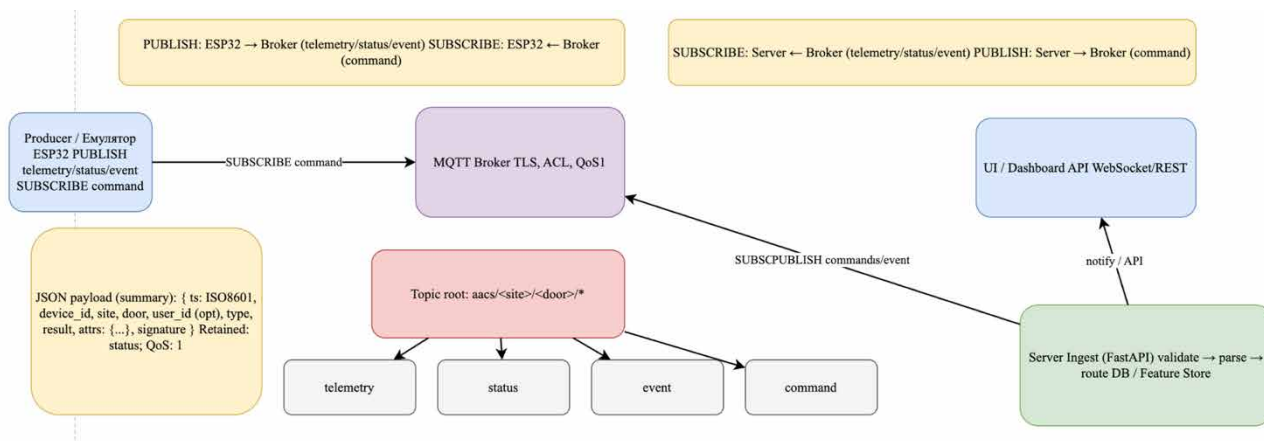 PUBLISH: ESP32 → Broker (telemetry/status/event) SUBSCRIBE: ESP32 ← Broker
(command)
SUBSCRIBE: Server ← Broker (telemetry/status/event) PUBLISH: Server → Broker (command)
Producer / Емулятор
ESP32 PUBLISH
telemetry/status/event
SUBSCRIBE command
SUBSCRIBE command
MQTT Broker TLS, ACL, QoS1
UI / Dashboard API WebSocket/REST
JSON payload (summary): { ts: ISO8601,
device_id, site, door, user_id (opt), type,
result, attrs: {...}, signature } Retained:
status; QoS: 1
Topic root: aacs/<site>/<door>/*
PUBLISH commands/event
notify / API
Server Ingest (FastAPI) validate → parse →
route DB / Feature Store
telemetry
status
event
command